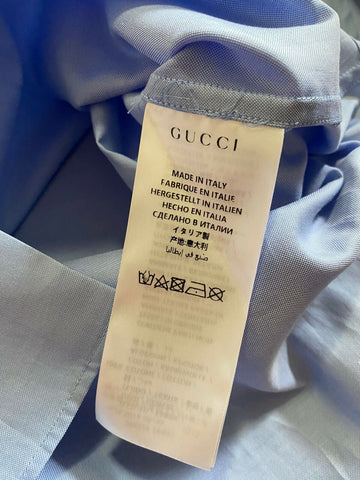 GUCCI
MADE IN ITALY
FABRIQUÉ EN ITALIE
HERGESTELLT IN ITALIEN
HECHO EN ITALIA
СДЕЛАНО В ИТАЛИИ
イタリア製
产地:意大利
صنع في إيطاليا